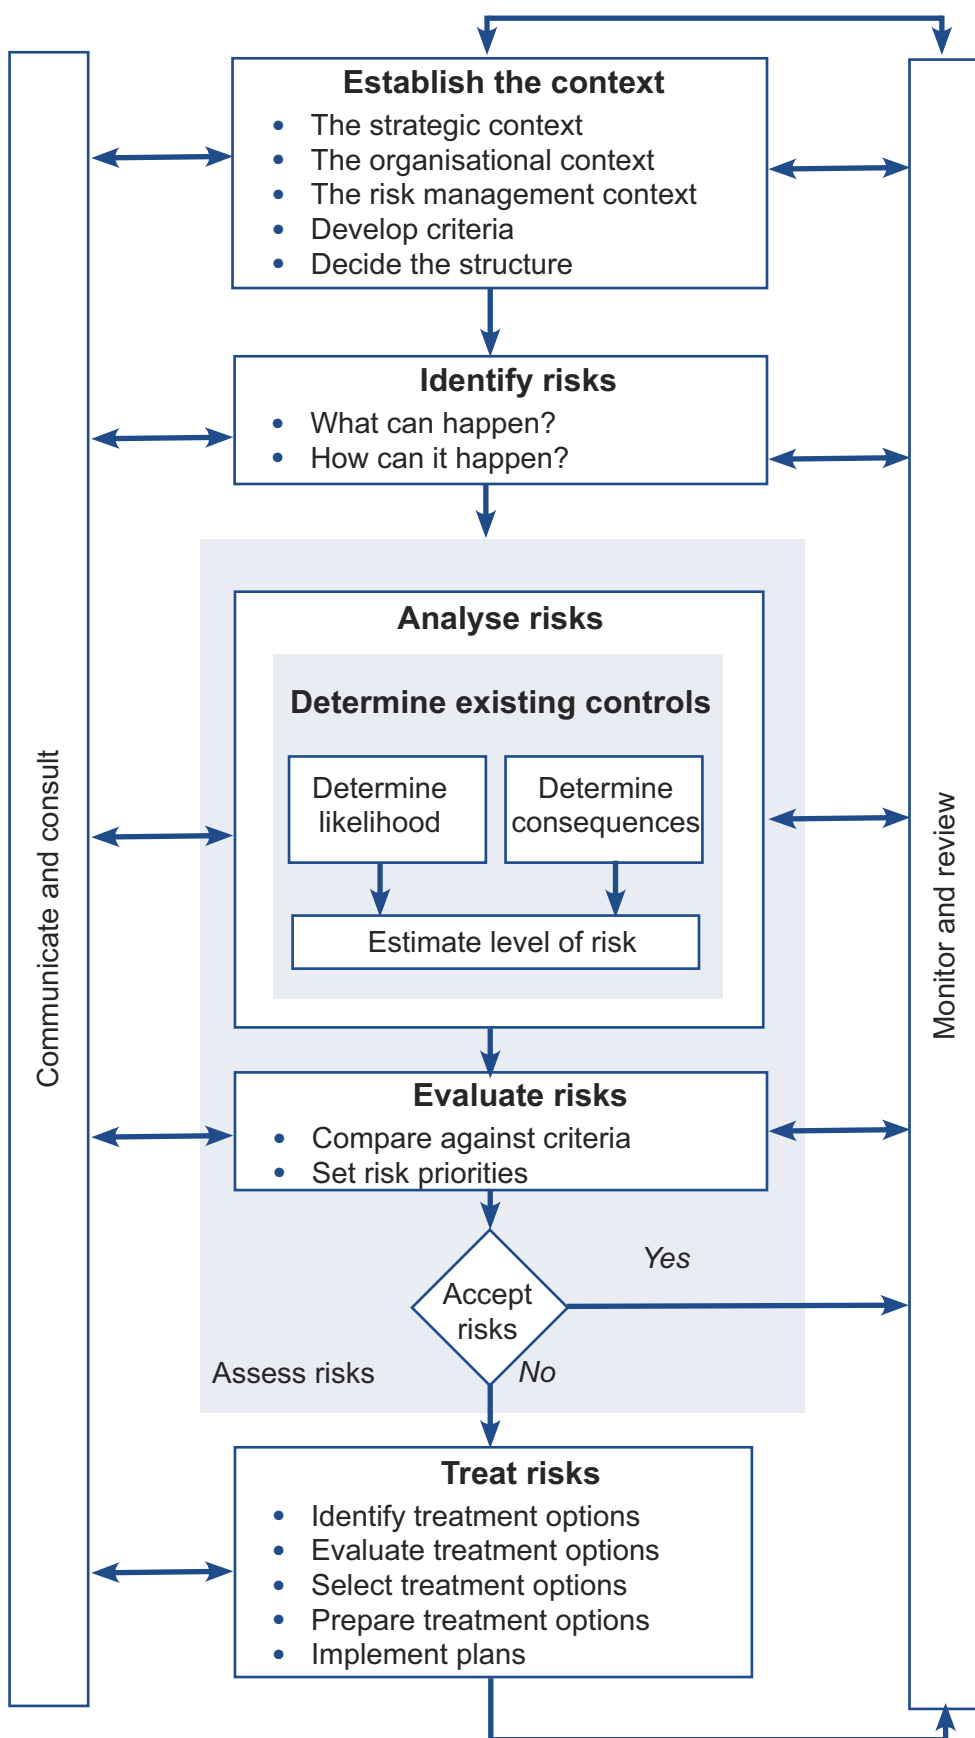 Establish the context
• The strategic context
• The organisational context
• The risk management context
• Develop criteria
• Decide the structure
Identify risks
• What can happen?
• How can it happen?
Analyse risks
Determine existing controls
Determine
likelihood
Determine
consequences
Estimate level of risk
Communicate and consult
Monitor and review
Evaluate risks
• Compare against criteria
• Set risk priorities
Yes
Accept
risks
Assess risks
No
Treat risks
• Identify treatment options
• Evaluate treatment options
• Select treatment options
• Prepare treatment options
• Implement plans